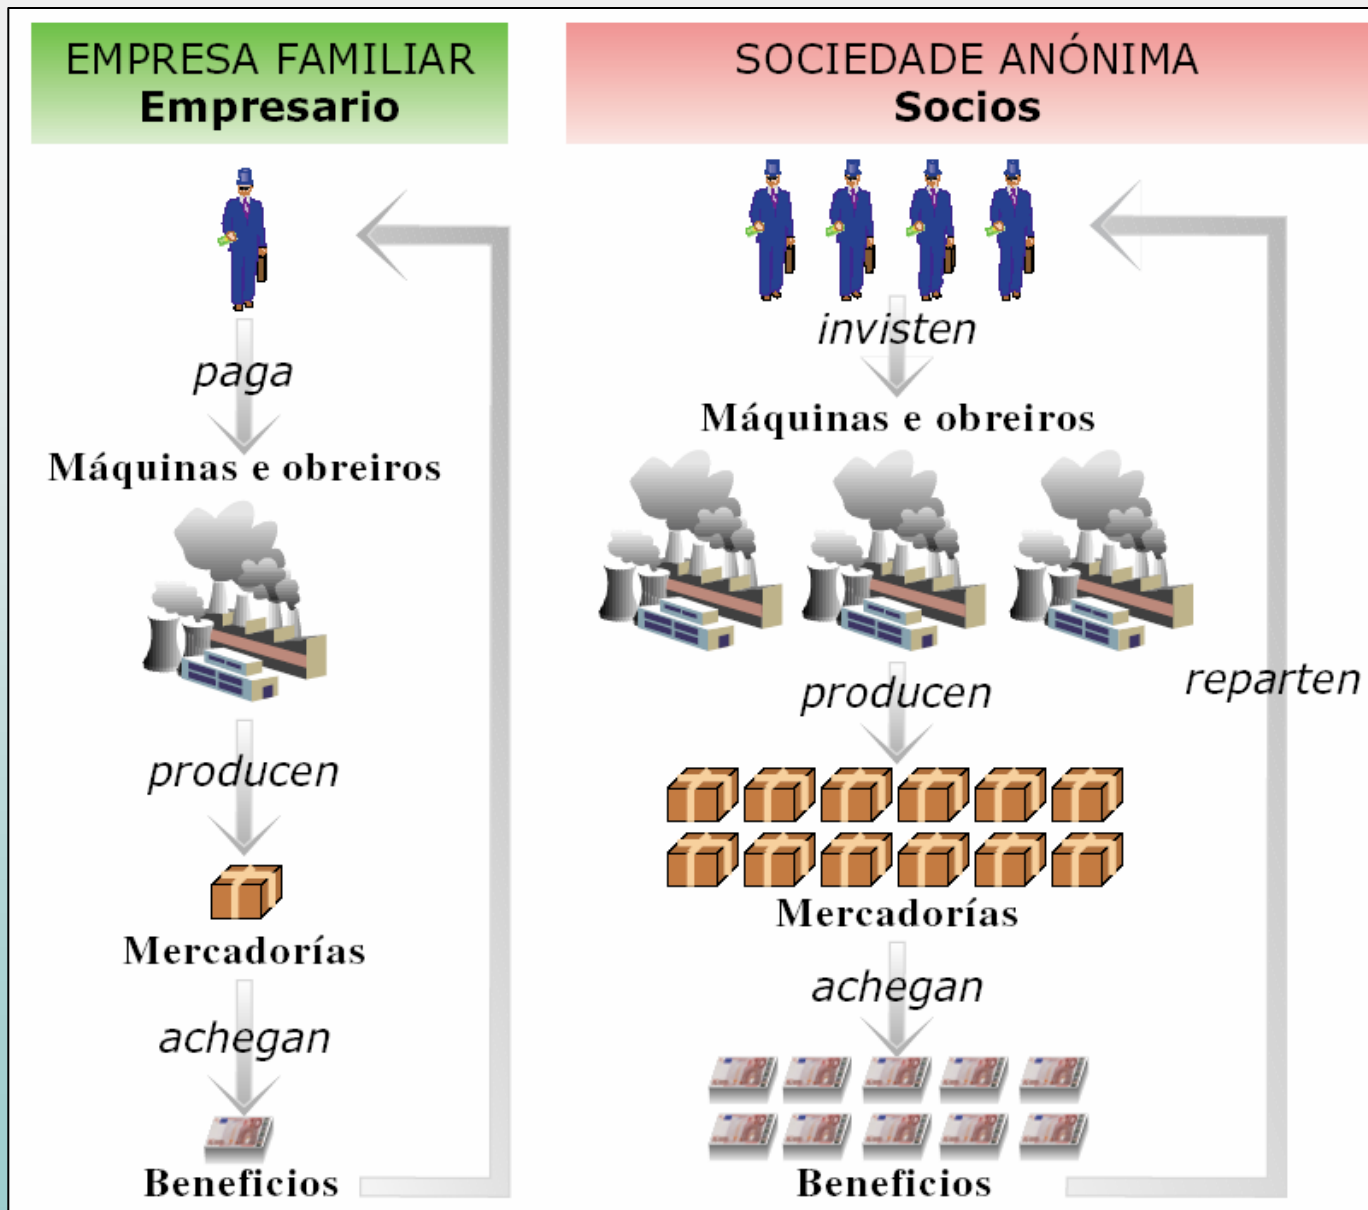 EMPRESA FAMILIAR
Empresario
paga
Máquinas e obreiros
producen
Mercadorías
achegan
Beneficios
SOCIEDADE ANÓNIMA
Socios
invisten
Máquinas e obreiros
producen
reparten
Mercadorías
achegan
Beneficios